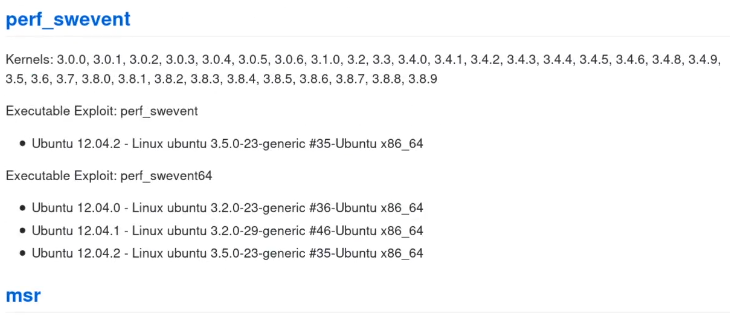 perf_swevent
Kernels: 3.0.0, 3.0.1, 3.0.2, 3.0.3, 3.0.4, 3.0.5, 3.0.6, 3.1.0, 3.2, 3.3, 3.4.0, 3.4.1, 3.4.2, 3.4.3, 3.4.4, 3.4.5, 3.4.6, 3.4.8, 3.4.9,
3.5, 3.6, 3.7, 3.8.0, 3.8.1, 3.8.2, 3.8.3, 3.8.4, 3.8.5, 3.8.6, 3.8.7, 3.8.8, 3.8.9
Executable Exploit: perf_swevent
• Ubuntu 12.04.2 - Linux ubuntu 3.5.0-23-generic #35-Ubuntu x86_64
Executable Exploit: perf_swevent64
• Ubuntu 12.04.0 - Linux ubuntu 3.2.0-23-generic #36-Ubuntu x86_64
• Ubuntu 12.04.1 - Linux ubuntu 3.2.0-29-generic #46-Ubuntu x86_64
• Ubuntu 12.04.2 - Linux ubuntu 3.5.0-23-generic #35-Ubuntu x86_64
msr